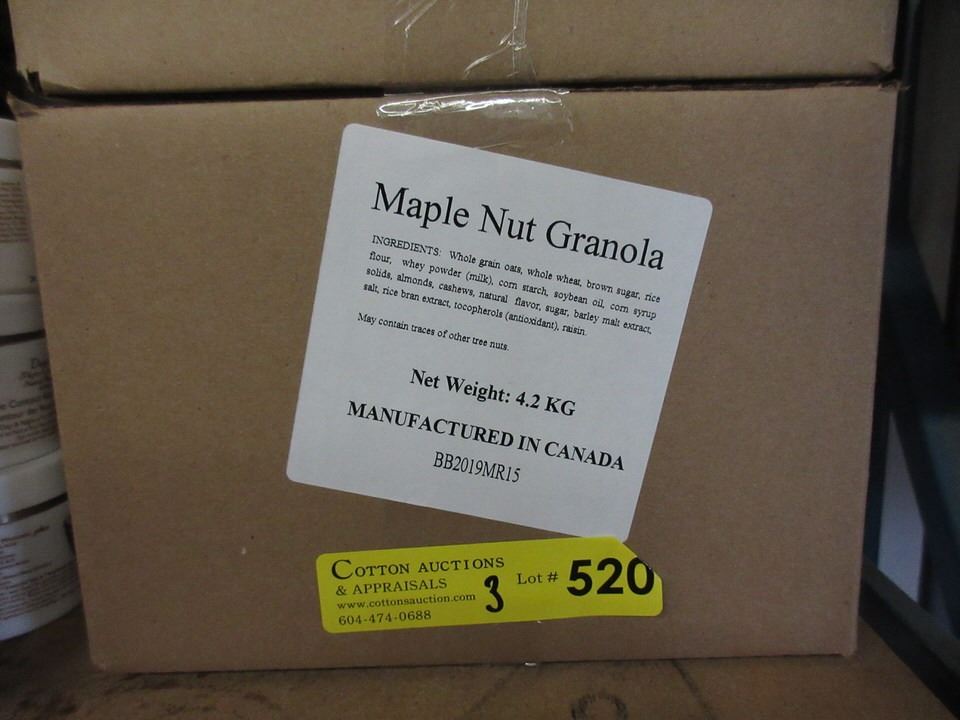 Maple Nut Granola
INGREDIENTS: Whole grain oats, whole wheat, brown sugar, rice
flour, whey powder (milk), corn starch, soybean oil, corn syrup
solids, almonds, cashews, natural flavor, sugar, barley malt extract,
salt, rice bran extract, tocopherols (antioxidant), raisin.
May contain traces of other tree nuts.
Net Weight: 4.2 KG
MANUFACTURED IN CANADA
BB2019MR15
COTTON AUCTIONS
& APPRAISALS
www.cottonsauction.com
604-474-0688
3
Lot # 520